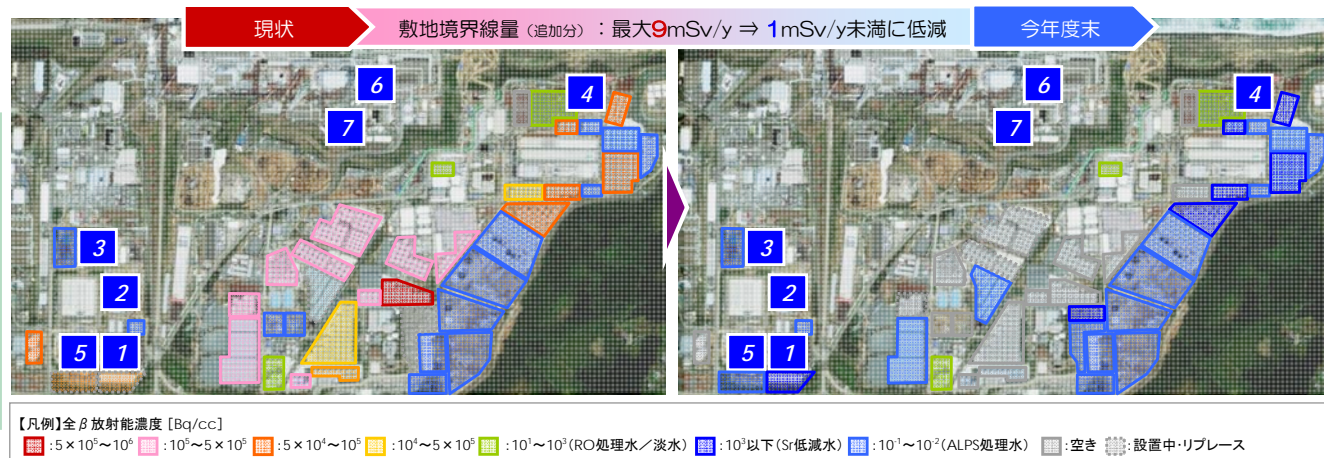 現状
敷地境界線量（追加分）：最大9mSv/y ⇒ 1mSv/y未満に低減
今年度末
6
7
4
3
2
5
1
6
7
4
3
2
5
1
【凡例】全β放射能濃度 [Bq/cc]
:5×10⁵～10⁶ :10⁵～5×10⁵ :5×10⁴～10⁵ :10⁴～5×10⁵ :10¹～10³(RO処理水／淡水) :10³以下(Sr低減水) :10⁻¹～10⁻²(ALPS処理水) :空き :設置中・リプレース